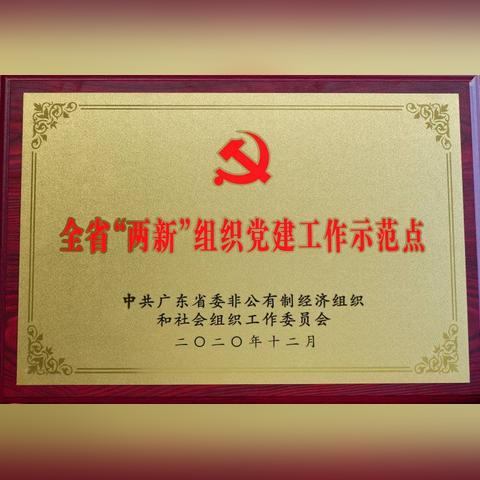 全省“两新”组织党建工作示范点
中共广东省委非公有制经济组织
和社会组织工作委员会
二〇二〇年十二月